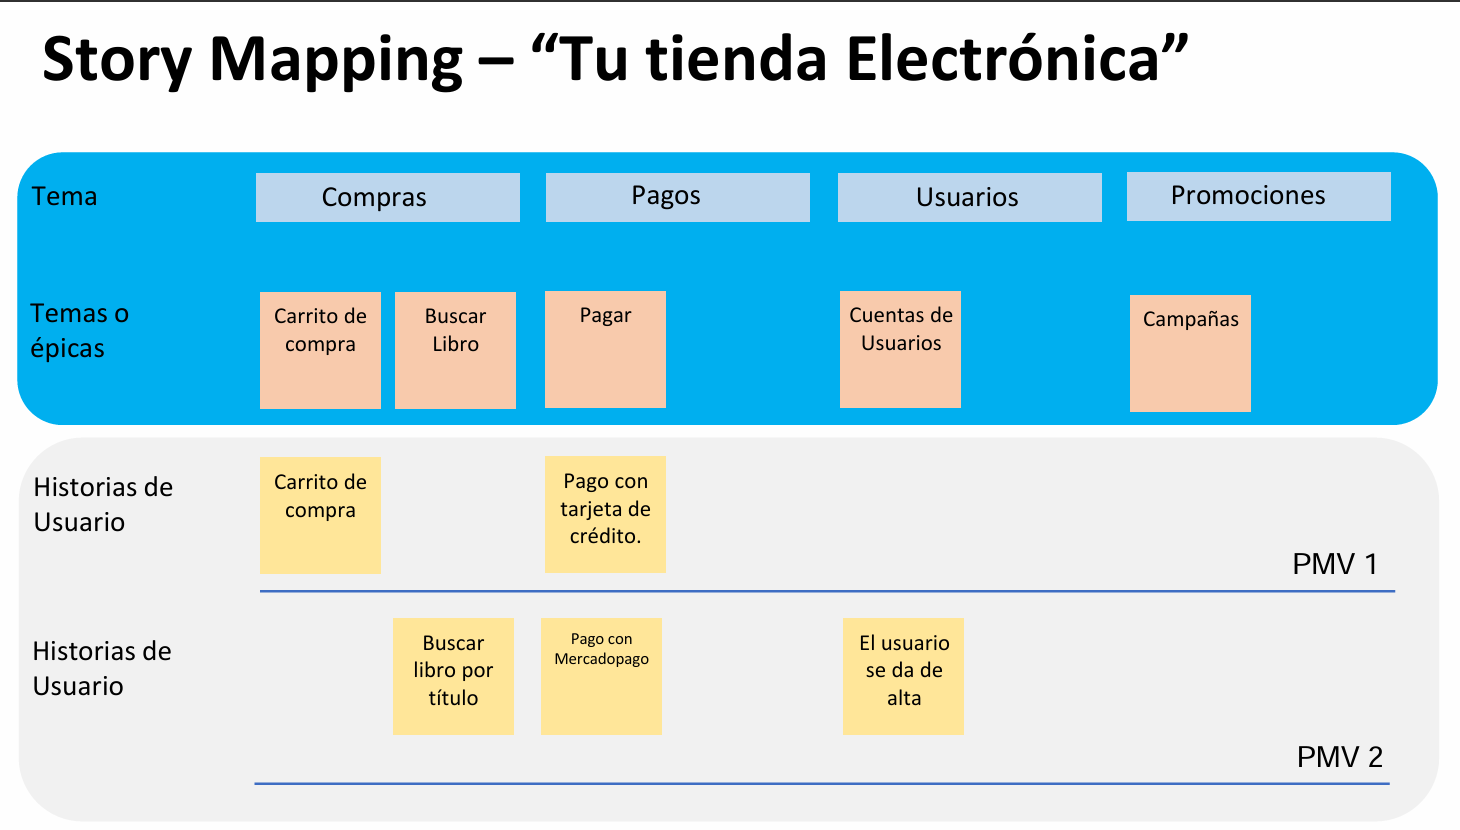 Story Mapping – “Tu tienda Electrónica”
Tema
Compras
Pagos
Usuarios
Promociones
Temas o
épicas
Carrito de
compra
Buscar
Libro
Pagar
Cuentas de
Usuarios
Campañas
Historias de
Usuario
Carrito de
compra
Pago con
tarjeta de
crédito.
PMV 1
Historias de
Usuario
Buscar
libro por
título
Pago con
Mercadopago
El usuario
se da de
alta
PMV 2